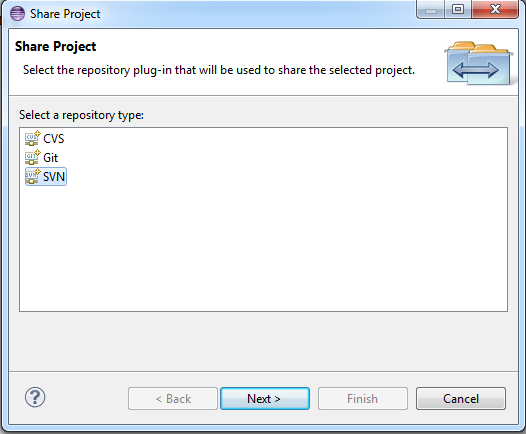 Share Project
Share Project
Select the repository plug-in that will be used to share the selected project.
Select a repository type:
CVS
Git
SVN
< Back
Next >
Finish
Cancel